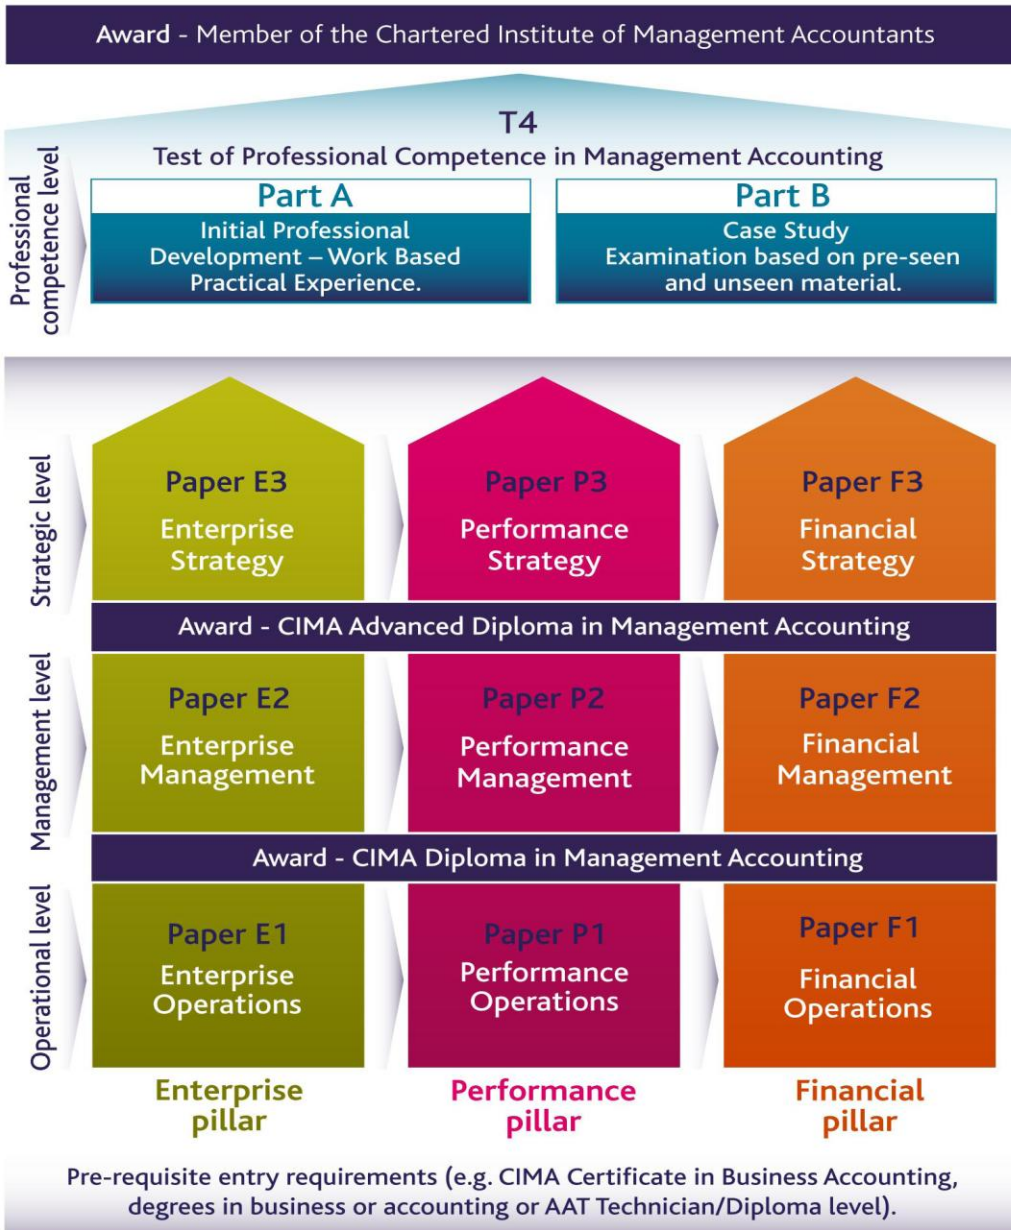 Award - Member of the Chartered Institute of Management Accountants
T4
Test of Professional Competence in Management Accounting
Professional
competence level
Part A
Initial Professional
Development – Work Based
Practical Experience.
Part B
Case Study
Examination based on pre-seen
and unseen material.
Strategic level
Paper E3
Enterprise
Strategy
Paper P3
Performance
Strategy
Paper F3
Financial
Strategy
Award - CIMA Advanced Diploma in Management Accounting
Management level
Paper E2
Enterprise
Management
Paper P2
Performance
Management
Paper F2
Financial
Management
Award - CIMA Diploma in Management Accounting
Operational level
Paper E1
Enterprise
Operations
Paper P1
Performance
Operations
Paper F1
Financial
Operations
Enterprise
pillar
Performance
pillar
Financial
pillar
Pre-requisite entry requirements (e.g. CIMA Certificate in Business Accounting,
degrees in business or accounting or AAT Technician/Diploma level).